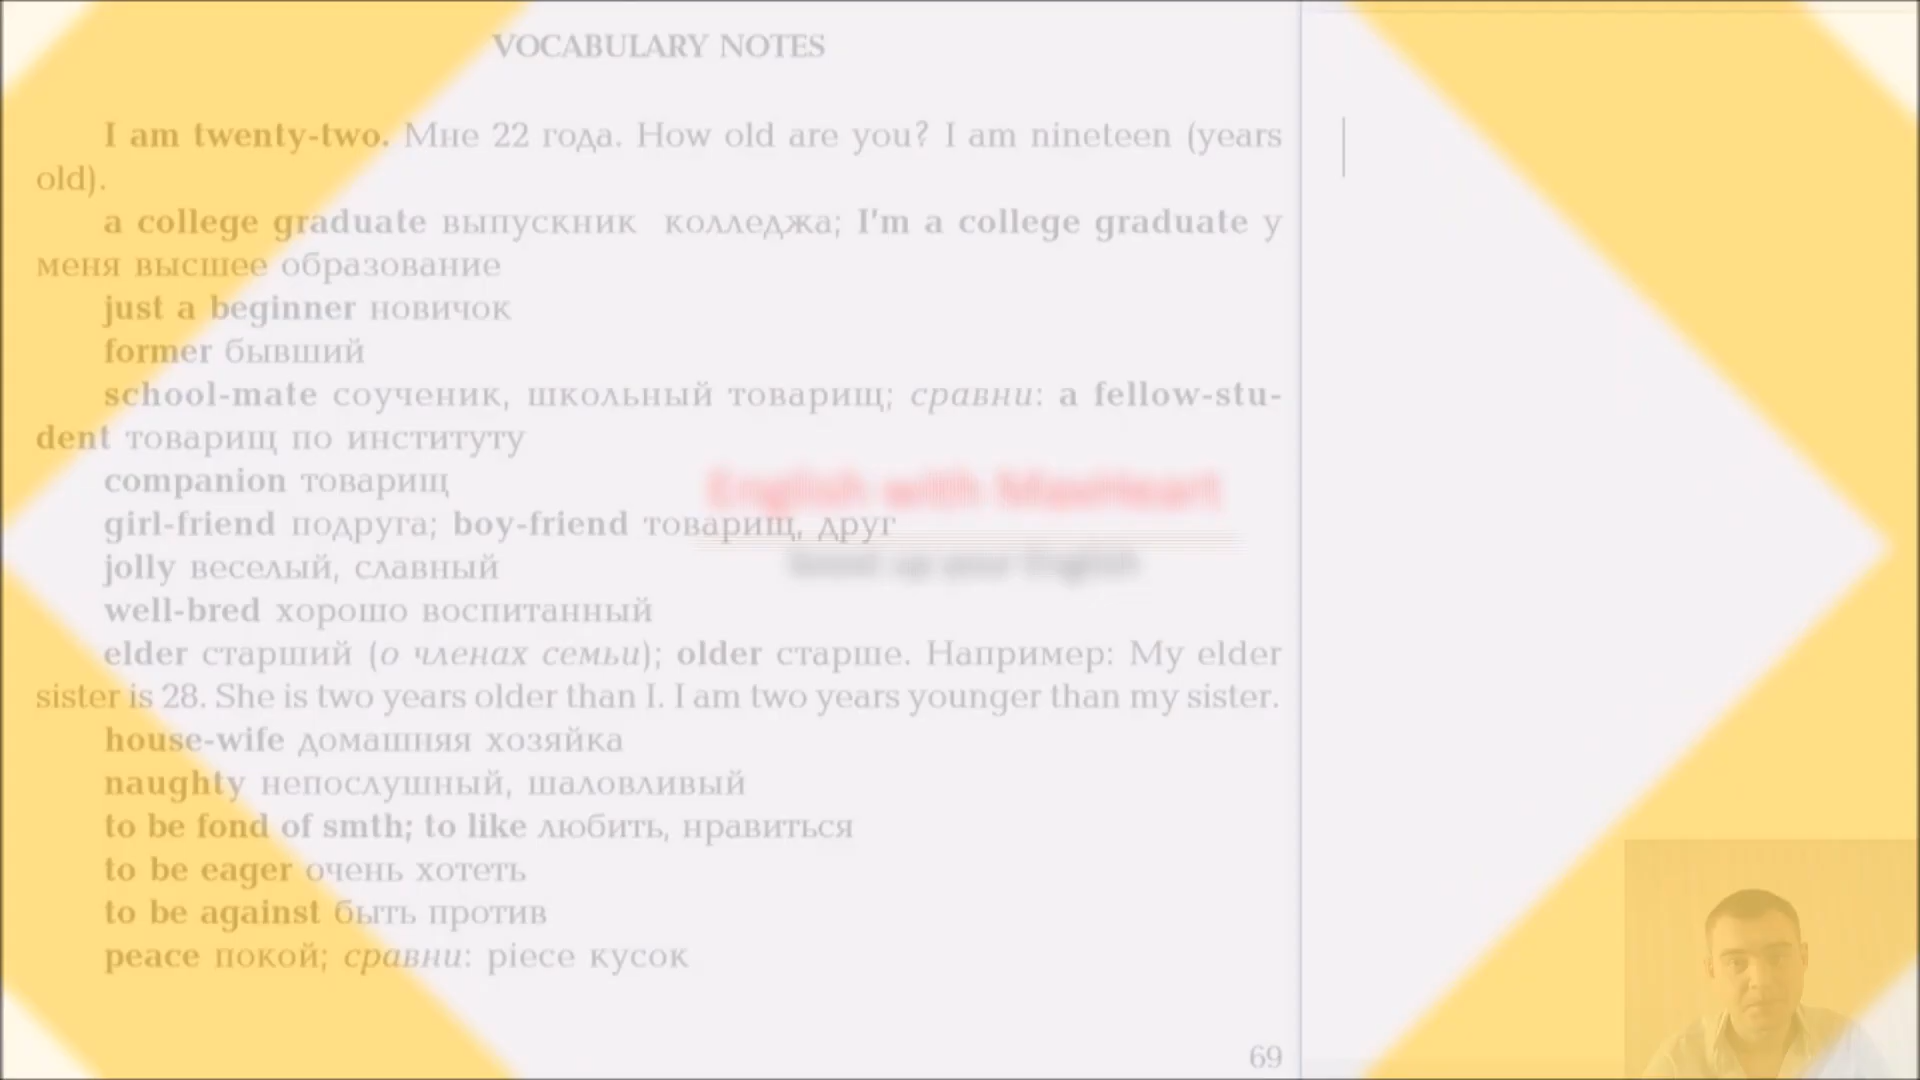 VOCABULARY NOTES
I am twenty-two. Мне 22 года. How old are you? I am nineteen (years
old).
a college graduate выпускник колледжа; I'm a college graduate у
меня высшее образование
just a beginner новичок
former бывший
school-mate соученик, школьный товарищ; сравни: a fellow-stu-
dent товарищ по институту
companion товарищ
English with MaxHeart
girl-friend подруга; boy-friend товарищ, друг
jolly веселый, славный
up your English
well-bred хорошо воспитанный
elder старший (о членах семьи); older старше. Например: My elder
sister is 28. She is two years older than I. I am two years younger than my sister.
house-wife домашняя хозяйка
naughty непослушный, шаловливый
to be fond of smth; to like любить, нравиться
to be eager очень хотеть
to be against быть против
peace покой; сравни: piece кусок
69